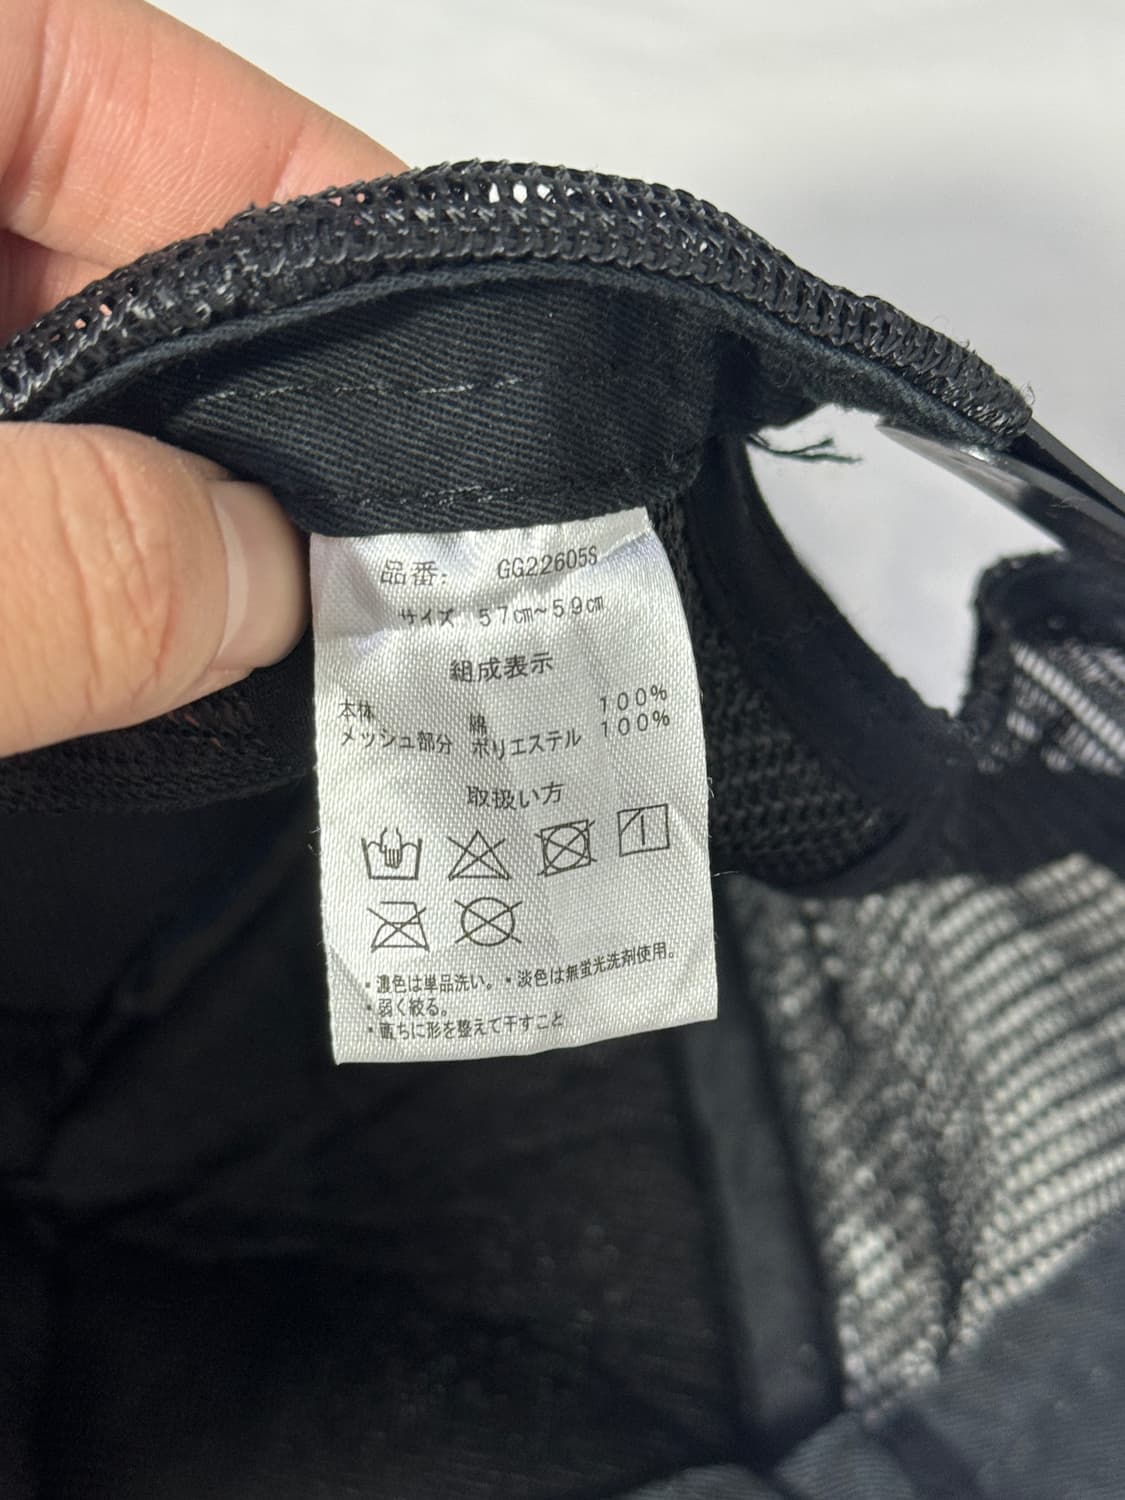 品番: GG22605S
サイズ 57cm~59cm
組成表示
本体 綿 100%
メッシュ部分 ポリエステル 100%
取扱い方
・濃色は単品洗い。・淡色は無蛍光洗剤使用。
・弱く絞る。
・直ちに形を整えて干すこと